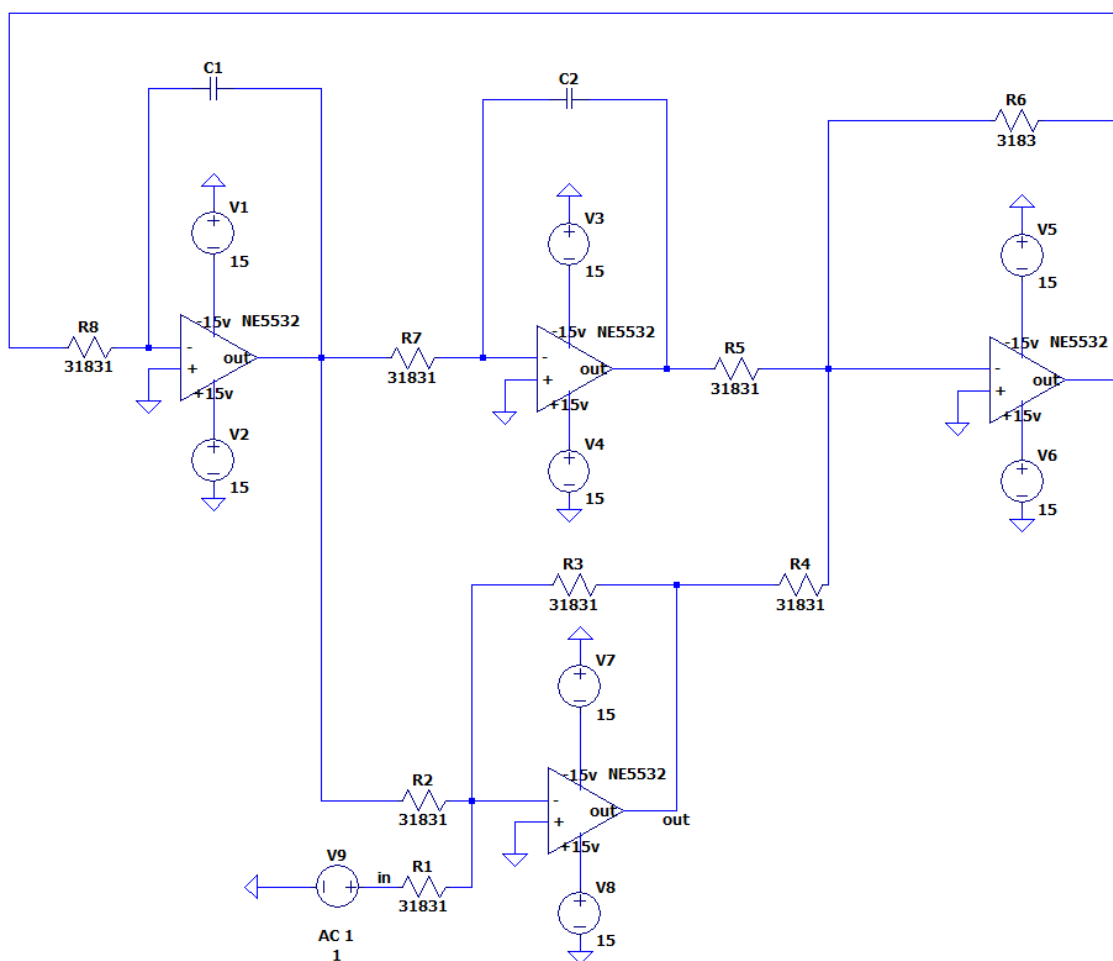 C1
C2
R6
3183
V1
15
V3
15
V5
15
R8
31831
-15v NE5532
-
+
out
+15v
R7
31831
-15v NE5532
-
+
out
+15v
R5
31831
-15v NE5532
-
+
out
+15v
V2
15
V4
15
V6
15
R3
31831
R4
31831
V7
15
R2
31831
-15v NE5532
-
+
out
+15v
out
V9
in
R1
31831
AC 1
1
V8
15